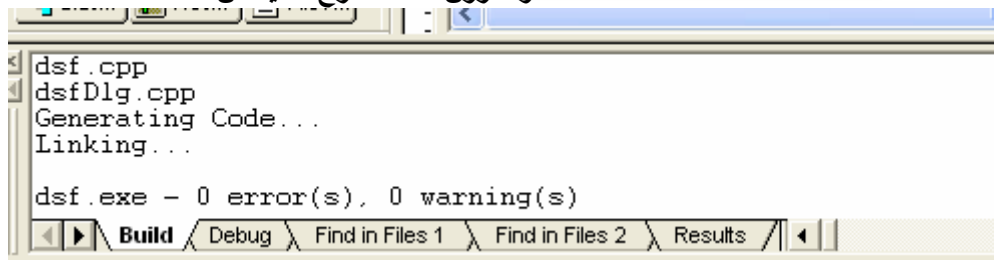 dsf.cpp
dsfDlg.cpp
Generating Code...
Linking...
dsf.exe - 0 error(s), 0 warning(s)
Build Debug Find in Files 1 Find in Files 2 Results